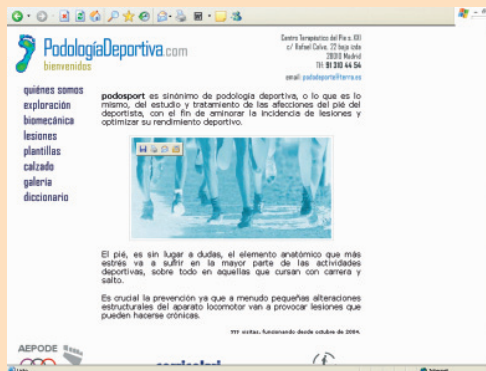 PodologíaDeportiva.com
bienvenidos
Centro Terapéutico del Pie s. XXI
c/ Rafael Calvo, 22 bajo izda
28010 Madrid
Tlf: 91 310 44 54
email: podosport@terra.es
quiénes somos
exploración
biomecánica
lesiones
plantillas
calzado
galería
diccionario
podosport es sinónimo de podología deportiva, o lo que es lo
mismo, del estudio y tratamiento de las afecciones del pié del
deportista, con el fin de aminorar la incidencia de lesiones y
optimizar su rendimiento deportivo.
El pié, es sin lugar a dudas, el elemento anatómico que más
estrés va a sufrir en la mayor parte de las actividades
deportivas, sobre todo en aquellas que cursan con carrera y
salto.
Es crucial la prevención ya que a menudo pequeñas alteraciones
estructurales del aparato locomotor van a provocar lesiones que
pueden hacerse crónicas.
visitas, funcionando desde octubre de 2004.
AEPODE
Internet